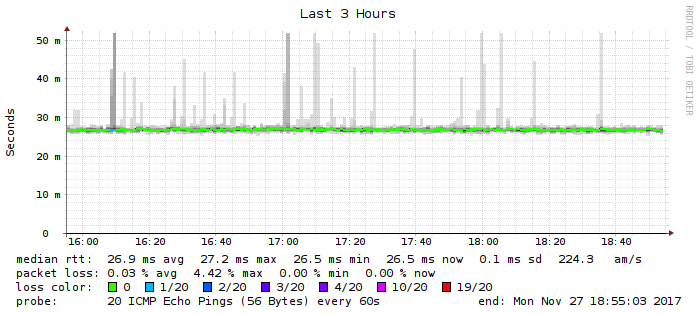 Last 3 Hours
RRDTOOL / TOBI OETIKER
Seconds
50 m
40 m
30 m
20 m
10 m
0
16:00 16:20 16:40 17:00 17:20 17:40 18:00 18:20 18:40
median rtt: 26.9 ms avg 27.2 ms max 26.5 ms min 26.5 ms now 0.1 ms sd 224.3 am/s
packet loss: 0.03 % avg 4.42 % max 0.00 % min 0.00 % now
loss color: 0 1/20 2/20 3/20 4/20 10/20 19/20
probe: 20 ICMP Echo Pings (56 Bytes) every 60s end: Mon Nov 27 18:55:03 2017